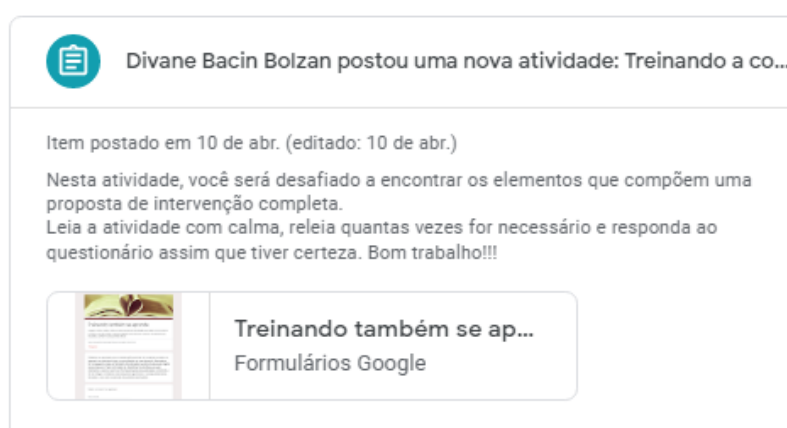 Divane Bacin Bolzan postou uma nova atividade: Treinando a co...
Item postado em 10 de abr. (editado: 10 de abr.)
Nesta atividade, você será desafiado a encontrar os elementos que compõem uma
proposta de intervenção completa.
Leia a atividade com calma, releia quantas vezes for necessário e responda ao
questionário assim que tiver certeza. Bom trabalho!!!
Treinando também se ap...
Formulários Google